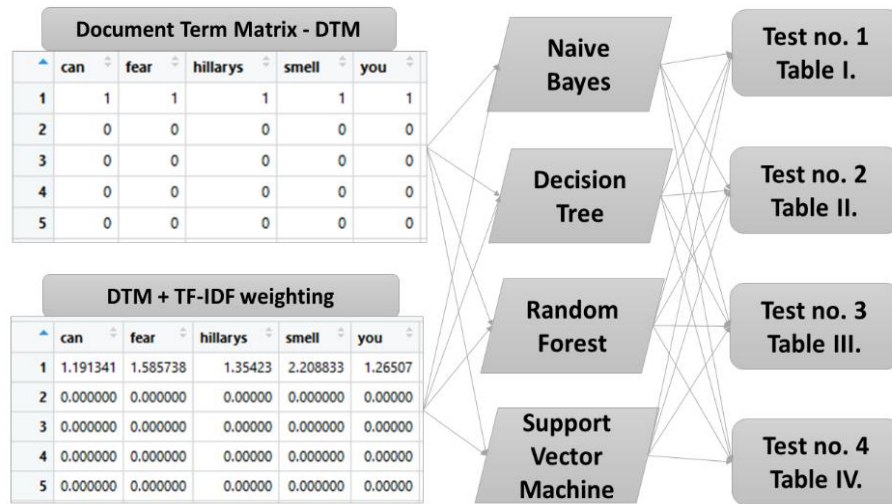 Document Term Matrix - DTM
can fear hillarys smell you
1 1 1 1 1 1
2 0 0 0 0 0
3 0 0 0 0 0
4 0 0 0 0 0
5 0 0 0 0 0
DTM + TF-IDF weighting
can fear hillarys smell you
1 1.191341 1.585738 1.35423 2.208833 1.26507
2 0.000000 0.000000 0.00000 0.000000 0.00000
3 0.000000 0.000000 0.00000 0.000000 0.00000
4 0.000000 0.000000 0.00000 0.000000 0.00000
5 0.000000 0.000000 0.00000 0.000000 0.00000
Naive
Bayes
Decision
Tree
Random
Forest
Support
Vector
Machine
Test no. 1
Table I.
Test no. 2
Table II.
Test no. 3
Table III.
Test no. 4
Table IV.